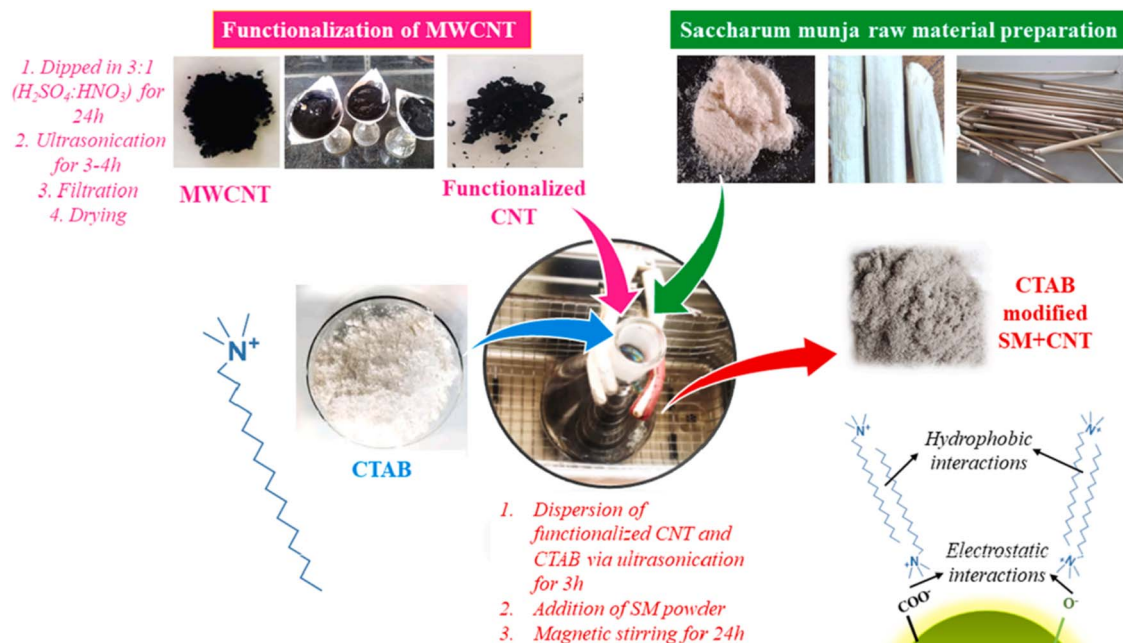 Functionalization of MWCNT
Saccharum munja raw material preparation
1. Dipped in 3:1
(H₂SO₄:HNO₃) for
24h
2. Ultrasonication
for 3-4h
3. Filtration
4. Drying
MWCNT
Functionalized
CNT
CTAB
modified
SM+CNT
N⁺
CTAB
1. Dispersion of
functionalized CNT and
CTAB via ultrasonication
for 3h
2. Addition of SM powder
3. Magnetic stirring for 24h
N⁺
N⁺
Hydrophobic
interactions
Electrostatic
interactions
⁺N
⁺N
COO⁻
O⁻